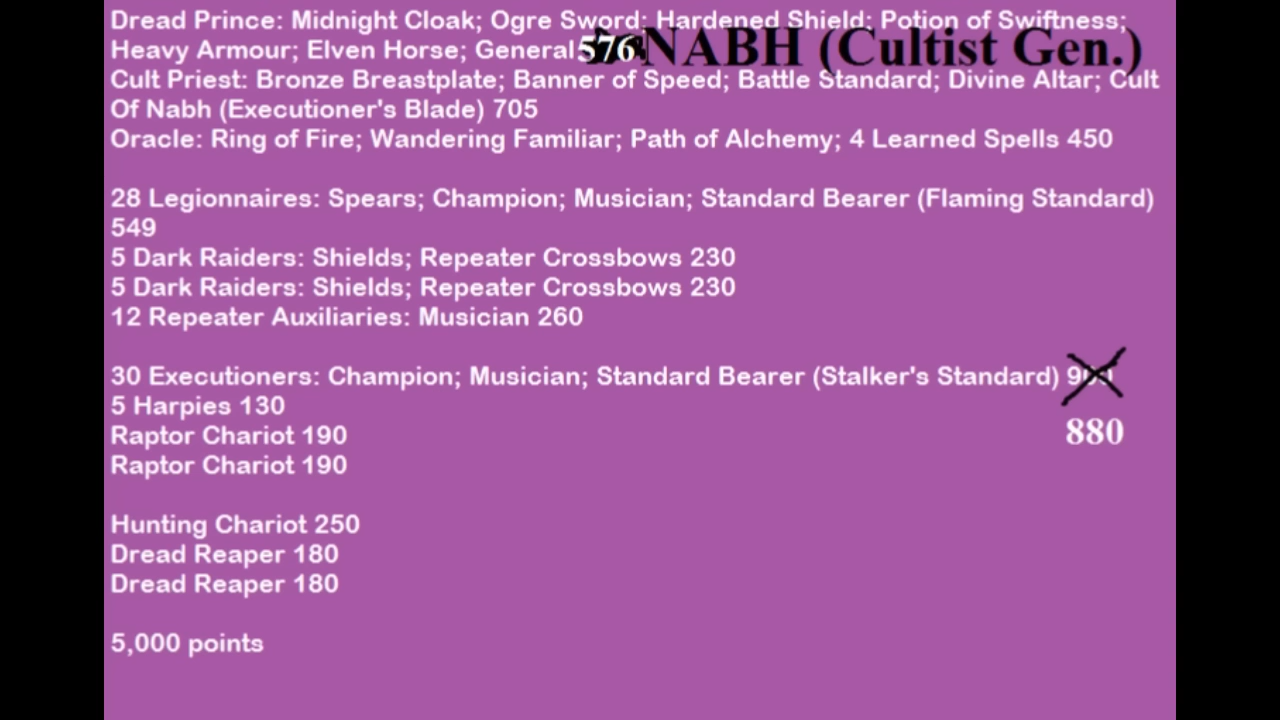 Dread Prince: Midnight Cloak; Ogre Sword; Hardened Shield; Potion of Swiftness;
Heavy Armour; Elven Horse; General 576 NABH (Cultist Gen.)
Cult Priest: Bronze Breastplate; Banner of Speed; Battle Standard; Divine Altar; Cult
Of Nabh (Executioner's Blade) 705
Oracle: Ring of Fire; Wandering Familiar; Path of Alchemy; 4 Learned Spells 450
28 Legionnaires: Spears; Champion; Musician; Standard Bearer (Flaming Standard)
549
5 Dark Raiders: Shields; Repeater Crossbows 230
5 Dark Raiders: Shields; Repeater Crossbows 230
12 Repeater Auxiliaries: Musician 260
30 Executioners: Champion; Musician; Standard Bearer (Stalker's Standard)
5 Harpies 130
880
Raptor Chariot 190
Raptor Chariot 190
Hunting Chariot 250
Dread Reaper 180
Dread Reaper 180
5,000 points